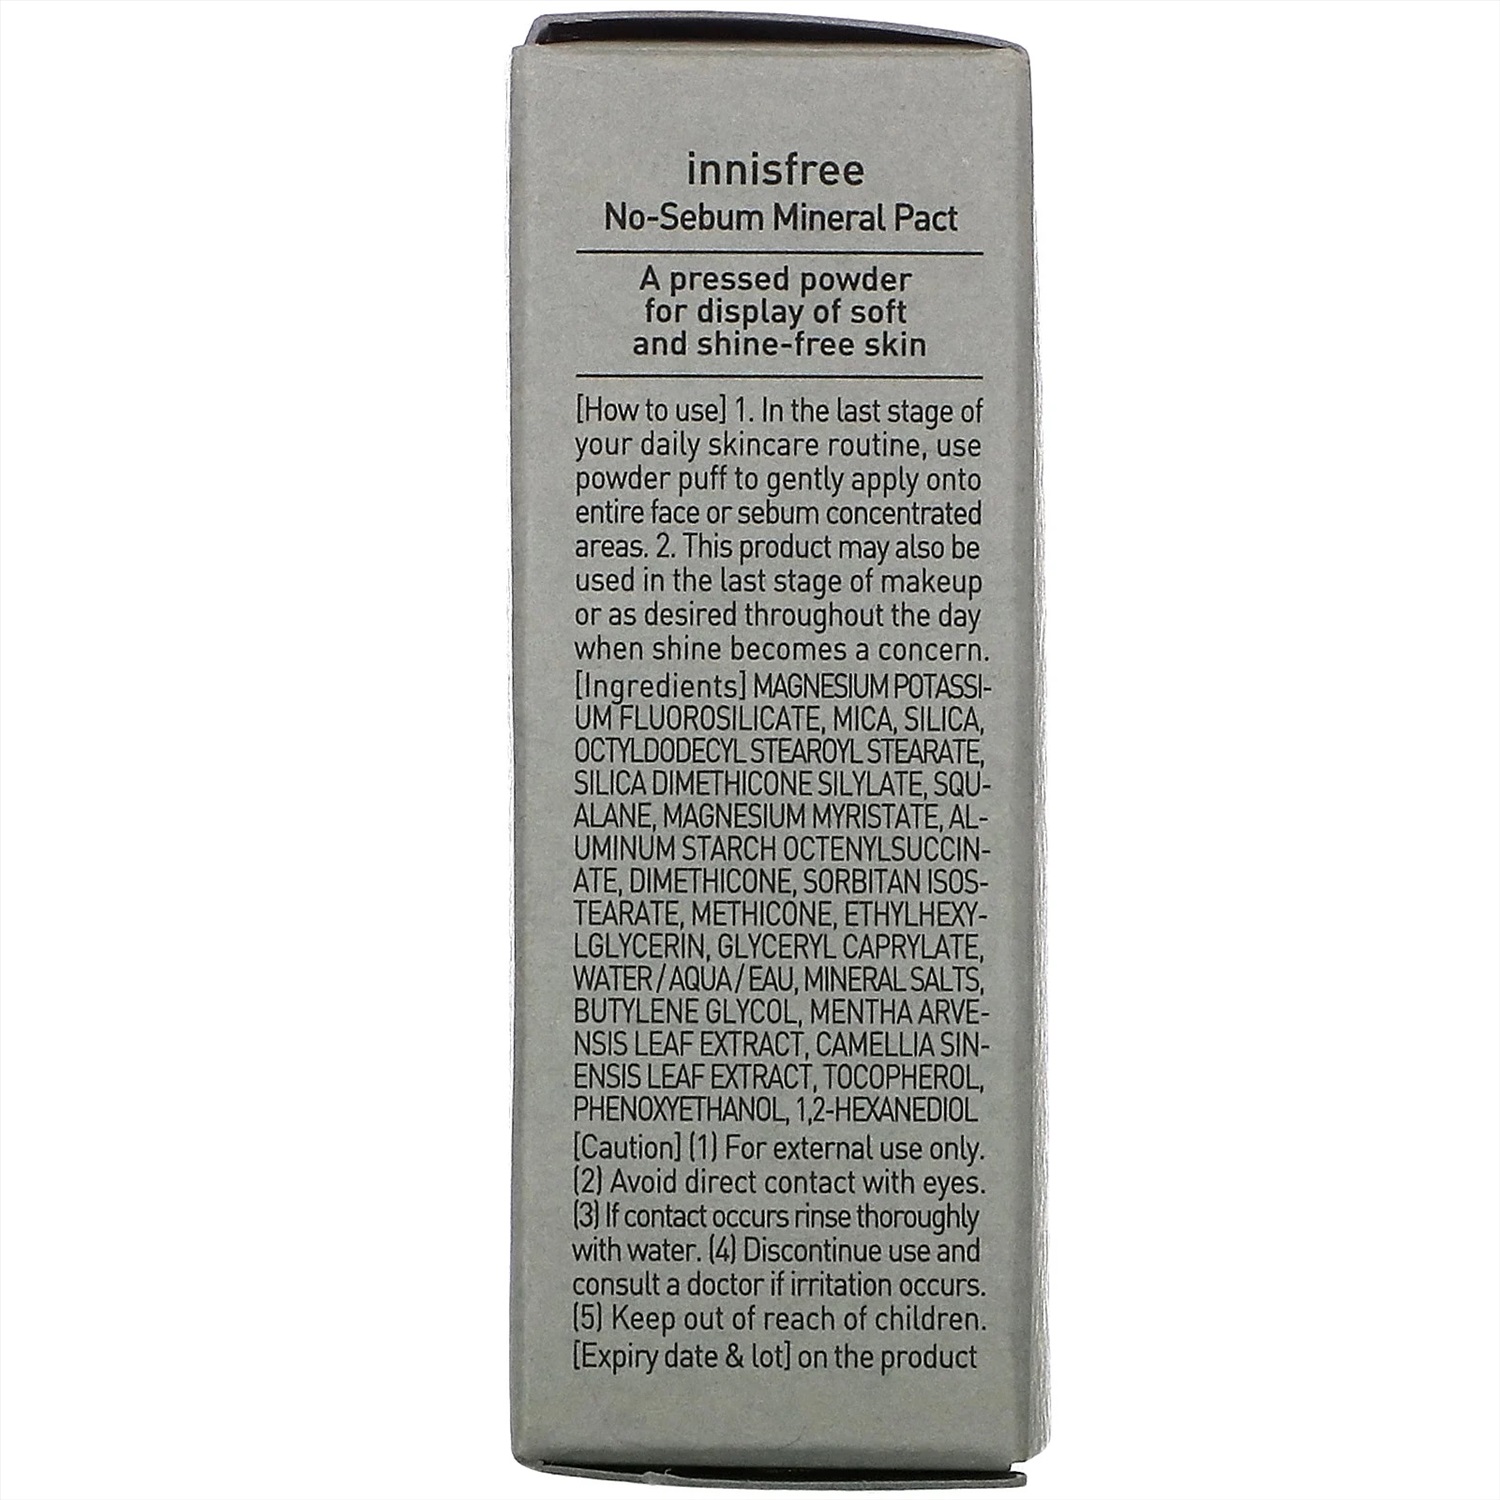 innisfree
No-Sebum Mineral Pact
A pressed powder
for display of soft
and shine-free skin
[How to use] 1. In the last stage of
your daily skincare routine, use
powder puff to gently apply onto
entire face or sebum concentrated
areas. 2. This product may also be
used in the last stage of makeup
or as desired throughout the day
when shine becomes a concern.
[Ingredients] MAGNESIUM POTASSI-
UM FLUOROSILICATE, MICA, SILICA,
OCTYLDODECYL STEAROYL STEARATE,
SILICA DIMETHICONE SILYLATE, SQU-
ALANE, MAGNESIUM MYRISTATE, AL-
UMINUM STARCH OCTENYLSUCCIN-
ATE, DIMETHICONE, SORBITAN ISOS-
TEARATE, METHICONE, ETHYLHEXY-
LGLYCERIN, GLYCERYL CAPRYLATE,
WATER/AQUA/EAU, MINERAL SALTS,
BUTYLENE GLYCOL, MENTHA ARVE-
NSIS LEAF EXTRACT, CAMELLIA SIN-
ENSIS LEAF EXTRACT, TOCOPHEROL,
PHENOXYETHANOL, 1,2-HEXANEDIOL
[Caution] (1) For external use only.
(2) Avoid direct contact with eyes.
(3) If contact occurs rinse thoroughly
with water. (4) Discontinue use and
consult a doctor if irritation occurs.
(5) Keep out of reach of children.
[Expiry date & lot] on the product